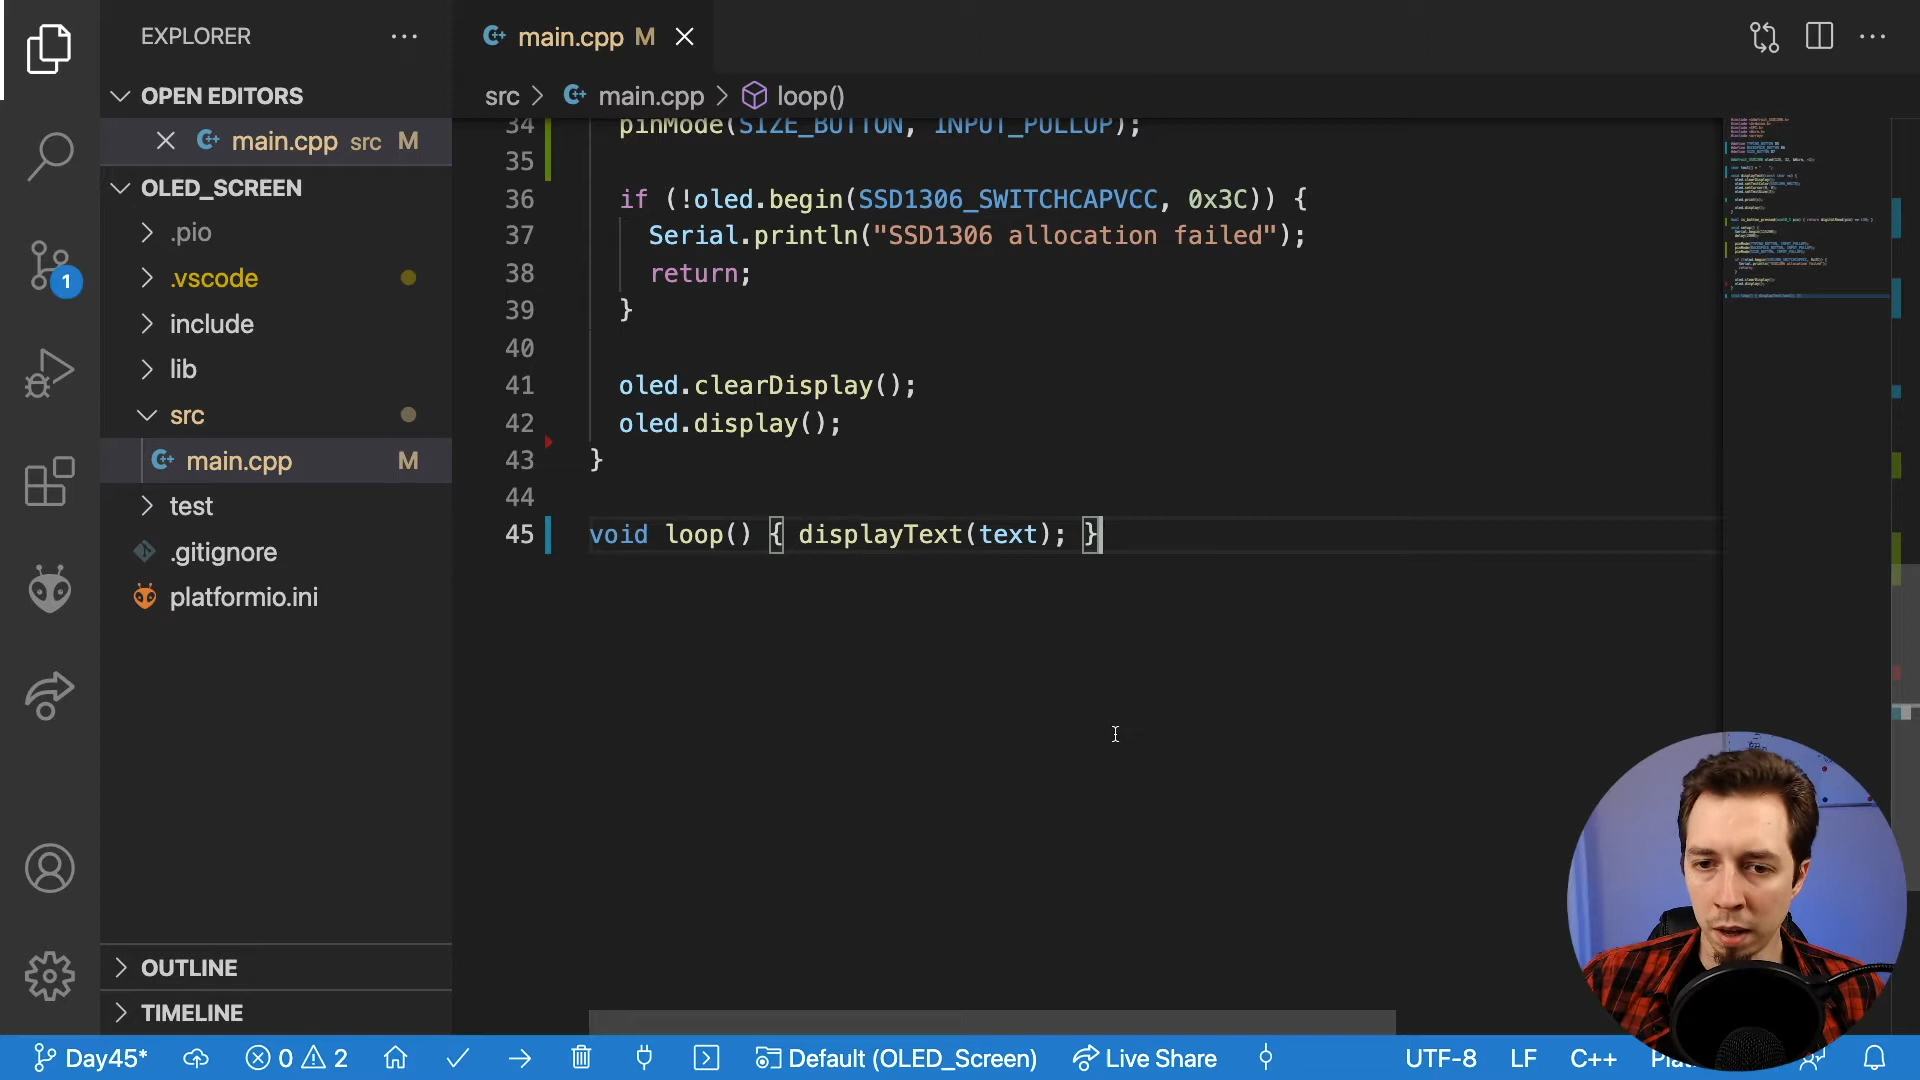 EXPLORER
OPEN EDITORS
main.cpp src M
OLED_SCREEN
.pio
.vscode
include
lib
src
main.cpp M
test
.gitignore
platformio.ini
OUTLINE
TIMELINE
1
main.cpp M
src > main.cpp > loop()
34 pinMode(SIZE_BUTTON, INPUT_PULLUP);
35
36 if (!oled.begin(SSD1306_SWITCHCAPVCC, 0x3C)) {
37 Serial.println("SSD1306 allocation failed");
38 return;
39 }
40
41 oled.clearDisplay();
42 oled.display();
43 }
44
45 void loop() { displayText(text); }
Day45* 0 2 Default (OLED_Screen) Live Share UTF-8 LF C++